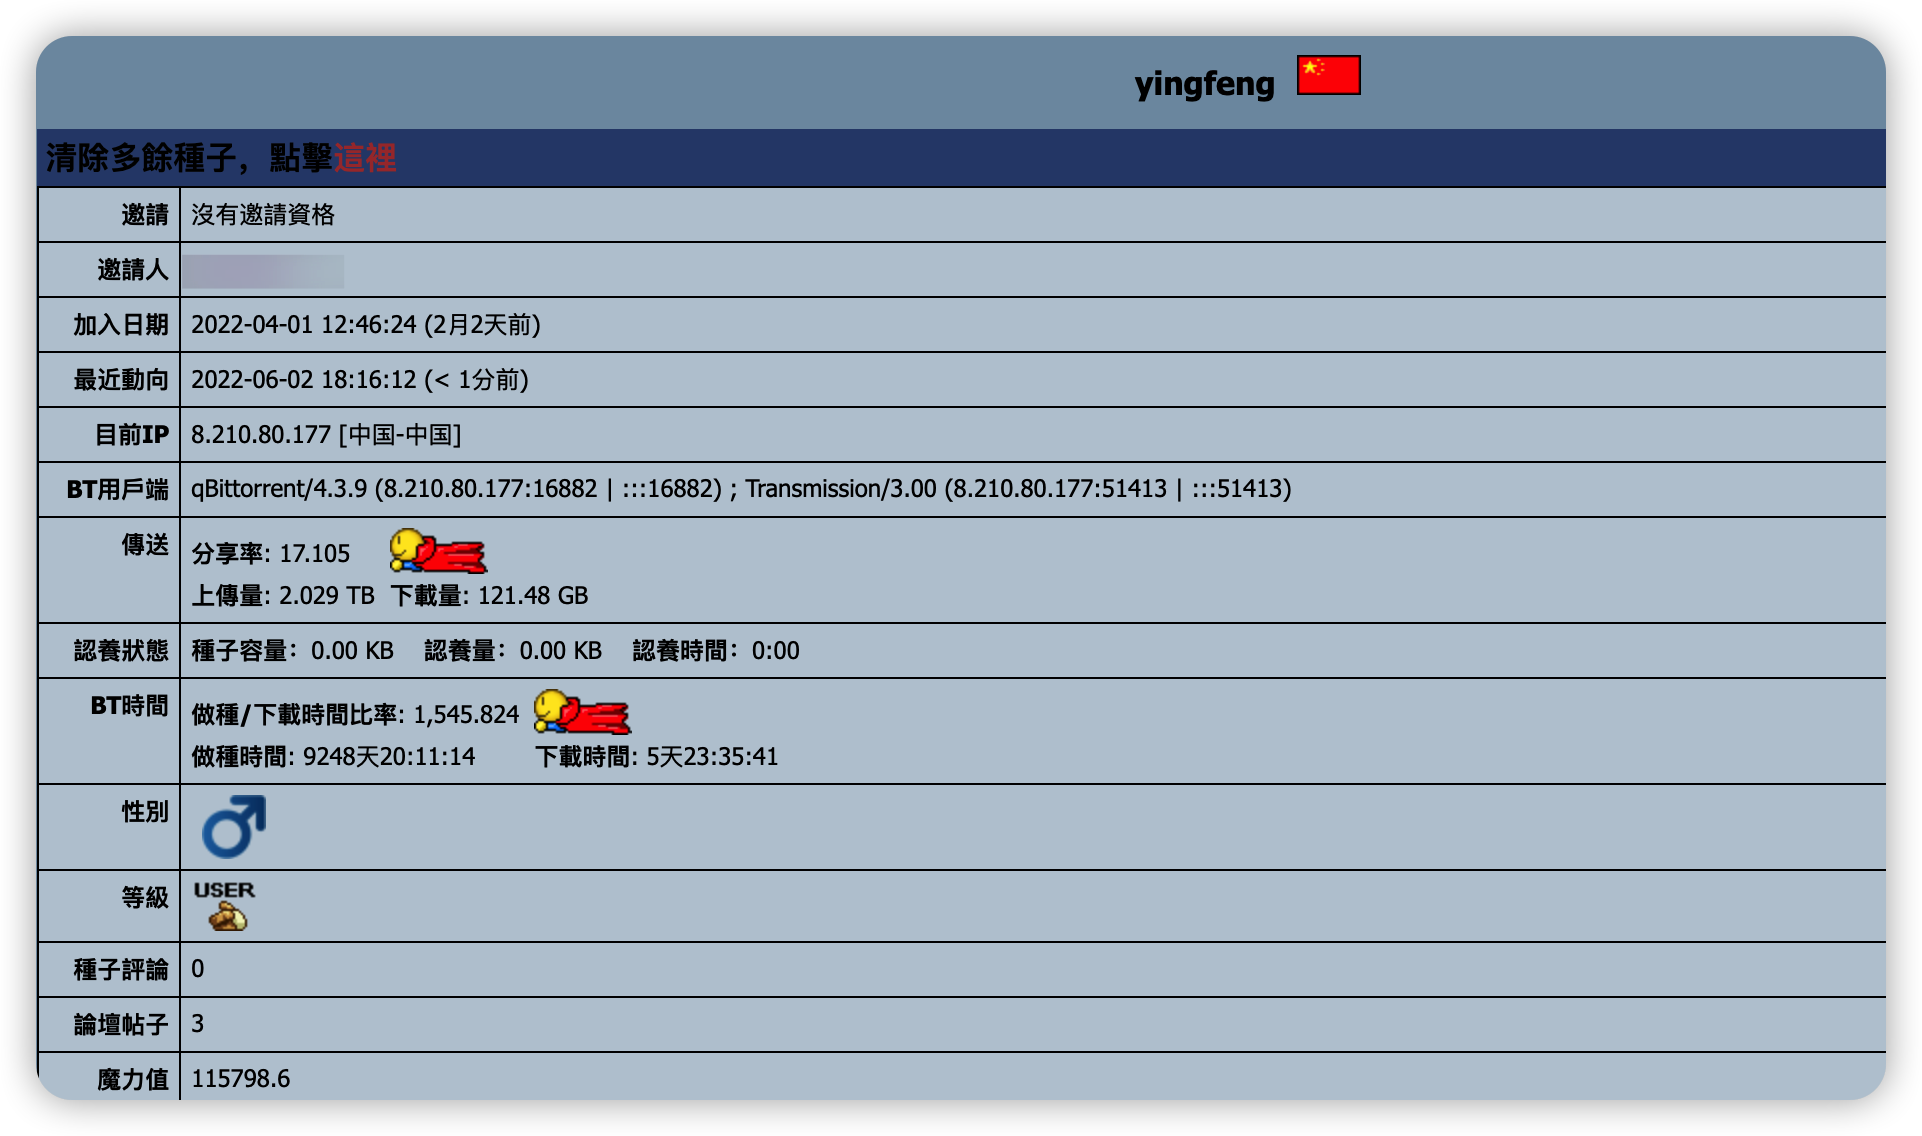 yingfeng
清除多餘種子，點擊這裡
邀請 沒有邀請資格
邀請人
加入日期 2022-04-01 12:46:24 (2月2天前)
最近動向 2022-06-02 18:16:12 (< 1分前)
目前IP 8.210.80.177 [中国-中国]
BT用戶端 qBittorrent/4.3.9 (8.210.80.177:16882 | :::16882) ; Transmission/3.00 (8.210.80.177:51413 | :::51413)
傳送 分享率: 17.105
上傳量: 2.029 TB 下載量: 121.48 GB
認養狀態 種子容量：0.00 KB 認養量：0.00 KB 認養時間：0:00
BT時間 做種/下載時間比率: 1,545.824
做種時間: 9248天20:11:14 下載時間: 5天23:35:41
性別
等級 USER
種子評論 0
論壇帖子 3
魔力值 115798.6